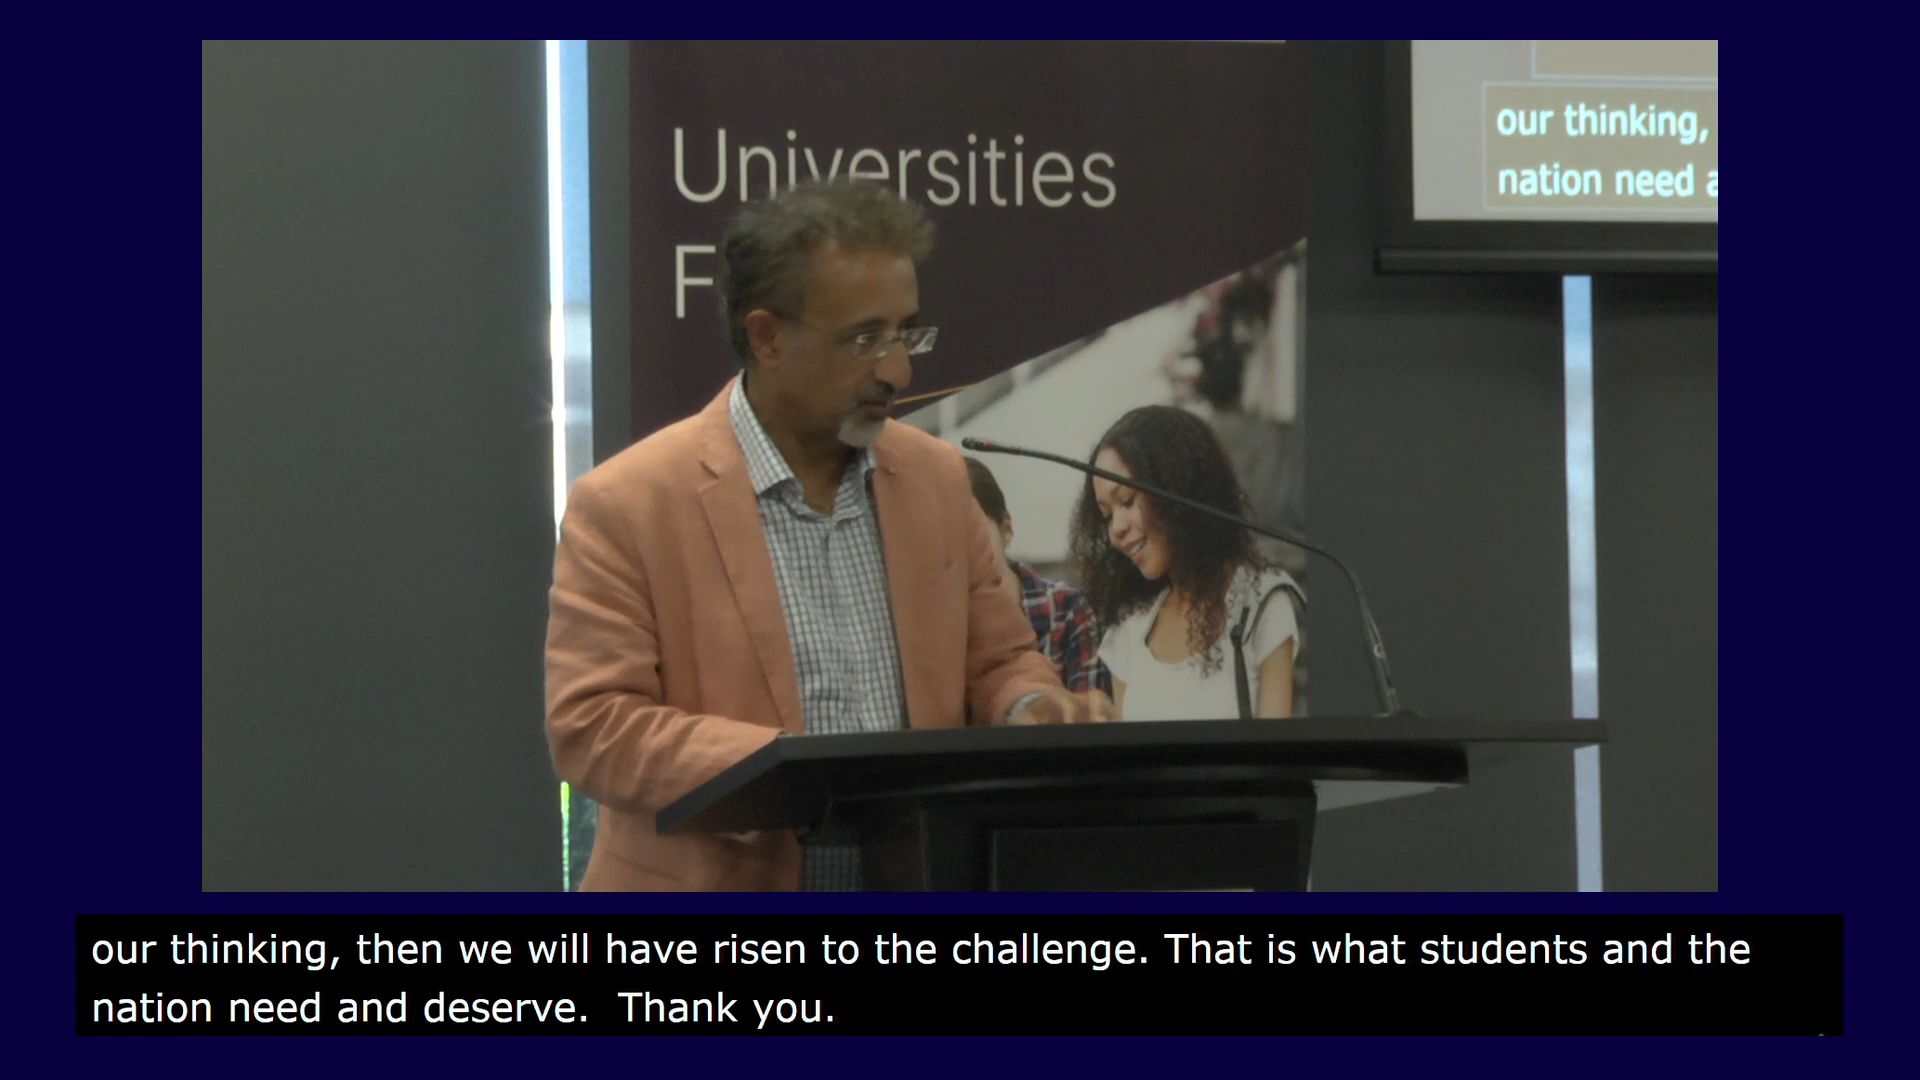 Universities
F
our thinking,
nation need a
our thinking, then we will have risen to the challenge. That is what students and the
nation need and deserve.  Thank you.